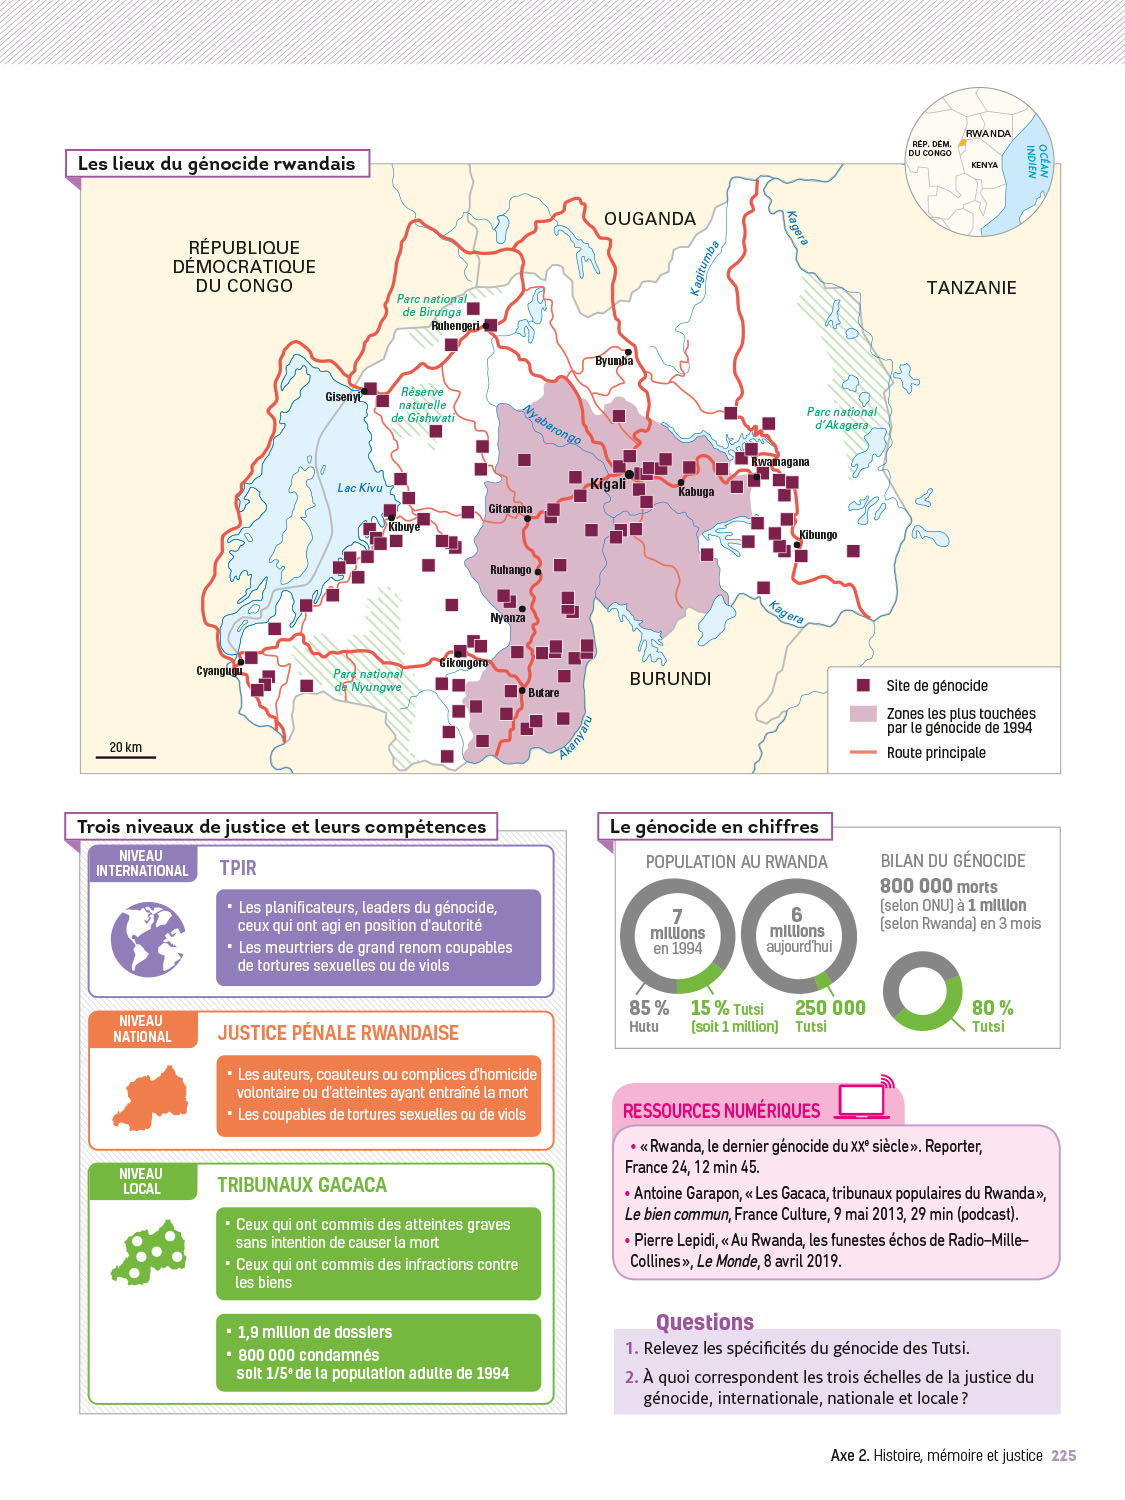 Les lieux du génocide rwandais
RÉP. DÉM.
DU CONGO
RWANDA
KENYA
OCÉAN
INDIEN
RÉPUBLIQUE
DÉMOCRATIQUE
DU CONGO
OUGANDA
TANZANIE
BURUNDI
Kagera
Kagitumba
Parc national
de Birunga
Ruhengeri
Byumba
Gisenyi
Réserve
naturelle
de Gishwati
Nyabarongo
Parc national
d'Akagera
Rwamagana
Kigali
Kabuga
Lac Kivu
Gitarama
Kibuye
Kibungo
Ruhango
Nyanza
Kagera
Gikongoro
Cyangugu
Parc national
de Nyungwe
Butare
Akanyaru
20 km
Site de génocide
Zones les plus touchées
par le génocide de 1994
Route principale
Trois niveaux de justice et leurs compétences
NIVEAU
INTERNATIONAL
TPIR
• Les planificateurs, leaders du génocide,
ceux qui ont agi en position d'autorité
• Les meurtriers de grand renom coupables
de tortures sexuelles ou de viols
NIVEAU
NATIONAL
JUSTICE PÉNALE RWANDAISE
• Les auteurs, coauteurs ou complices d'homicide
volontaire ou d'atteintes ayant entraîné la mort
• Les coupables de tortures sexuelles ou de viols
NIVEAU
LOCAL
TRIBUNAUX GACACA
• Ceux qui ont commis des atteintes graves
sans intention de causer la mort
• Ceux qui ont commis des infractions contre
les biens
• 1,9 million de dossiers
• 800 000 condamnés
soit 1/5e de la population adulte de 1994
Le génocide en chiffres
POPULATION AU RWANDA
7
millions
en 1994
85 %
Hutu
15 % Tutsi
(soit 1 million)
6
millions
aujourd'hui
250 000
Tutsi
BILAN DU GÉNOCIDE
800 000 morts
(selon ONU) à 1 million
(selon Rwanda) en 3 mois
80 %
Tutsi
RESSOURCES NUMÉRIQUES
• « Rwanda, le dernier génocide du XXe siècle ». Reporter,
France 24, 12 min 45.
• Antoine Garapon, « Les Gacaca, tribunaux populaires du Rwanda »,
Le bien commun, France Culture, 9 mai 2013, 29 min (podcast).
• Pierre Lepidi, « Au Rwanda, les funestes échos de Radio–Mille–
Collines », Le Monde, 8 avril 2019.
Questions
1. Relevez les spécificités du génocide des Tutsi.
2. À quoi correspondent les trois échelles de la justice du
génocide, internationale, nationale et locale ?
Axe 2. Histoire, mémoire et justice 225